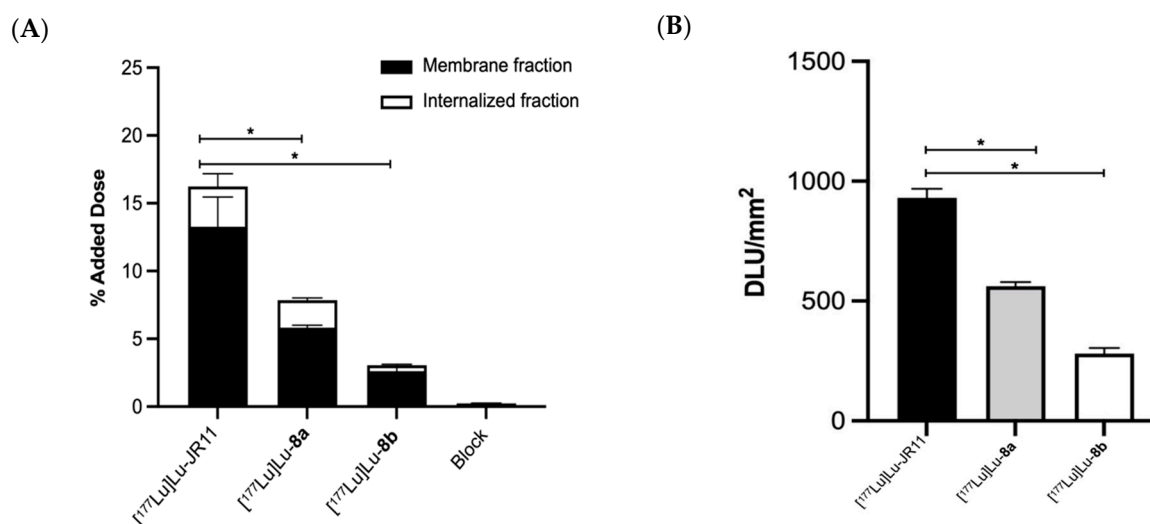 (A)
% Added Dose
25
20
15
10
5
0
Membrane fraction
Internalized fraction
*
*
[¹⁷⁷Lu]Lu-JR11
[¹⁷⁷Lu]Lu-8a
[¹⁷⁷Lu]Lu-8b
Block
(B)
DLU/mm²
1500
1000
500
0
*
*
[¹⁷⁷Lu]Lu-JR11
[¹⁷⁷Lu]Lu-8a
[¹⁷⁷Lu]Lu-8b